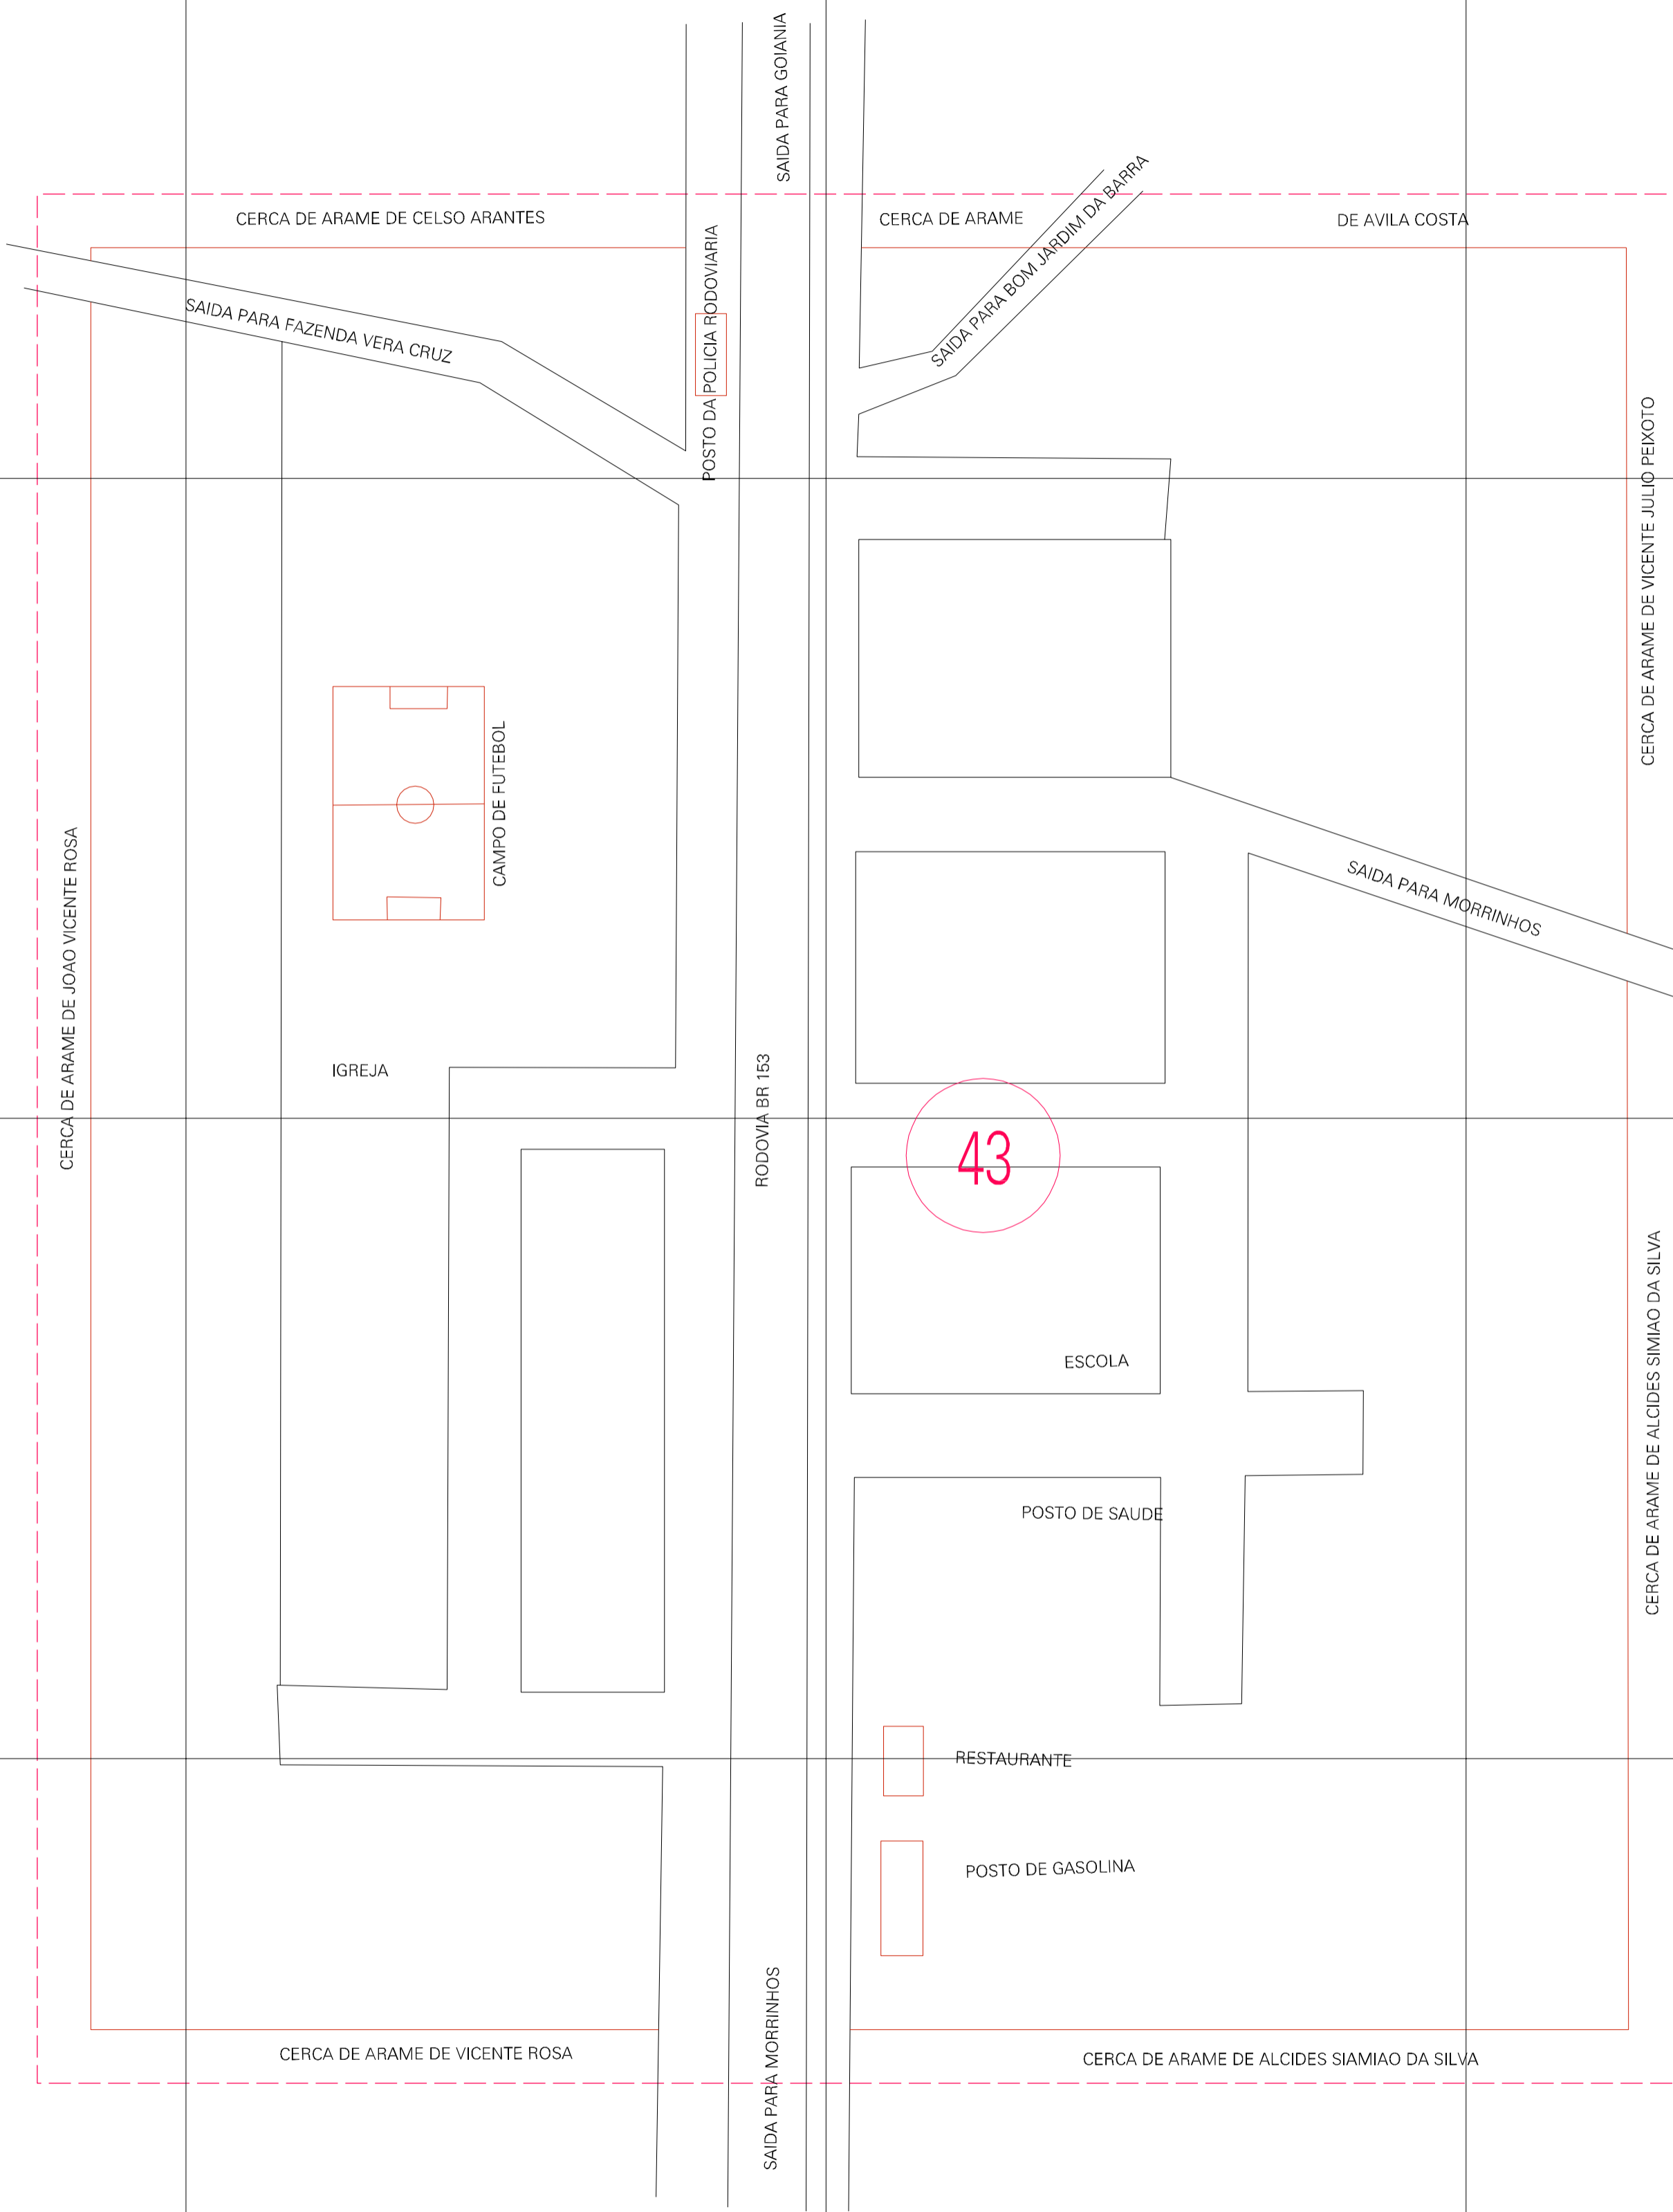 SAIDA PARA GOIANIA
CERCA DE ARAME DE CELSO ARANTES
CERCA DE ARAME
DE AVILA COSTA
SAIDA PARA BOM JARDIM DA BARRA
POSTO DA POLICIA RODOVIARIA
SAIDA PARA FAZENDA VERA CRUZ
CERCA DE ARAME DE VICENTE JULIO PEIXOTO
CAMPO DE FUTEBOL
SAIDA PARA MORRINHOS
CERCA DE ARAME DE JOAO VICENTE ROSA
IGREJA
RODOVIA BR 153
43
ESCOLA
CERCA DE ARAME DE ALCIDES SIMIAO DA SILVA
POSTO DE SAUDE
RESTAURANTE
POSTO DE GASOLINA
SAIDA PARA MORRINHOS
CERCA DE ARAME DE VICENTE ROSA
CERCA DE ARAME DE ALCIDES SIAMIAO DA SILVA